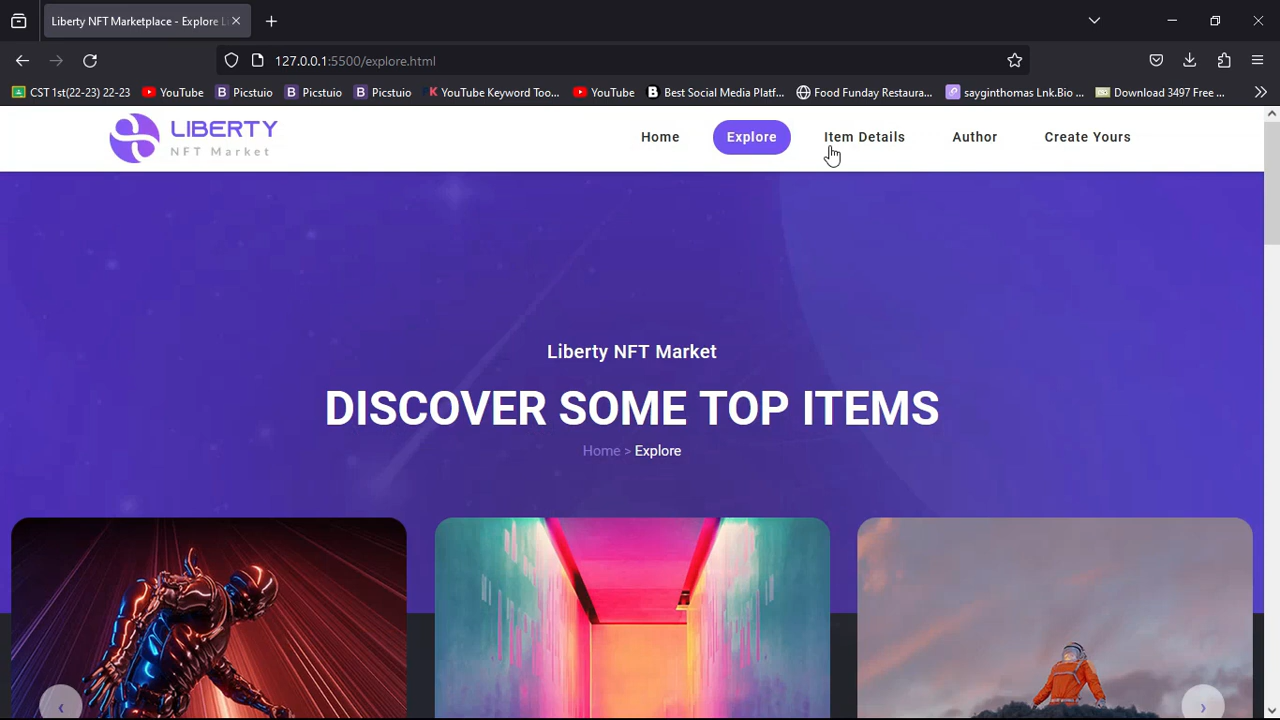 Liberty NFT Marketplace - Explore L
127.0.0.1:5500/explore.html
CST 1st(22-23) 22-23
YouTube
Picstuio
Picstuio
Picstuio
YouTube Keyword Too...
YouTube
Best Social Media Platf...
Food Funday Restaura...
sayginthomas Lnk.Bio ...
Download 3497 Free ...
LIBERTY
NFT Market
Home
Explore
Item Details
Author
Create Yours
Liberty NFT Market
DISCOVER SOME TOP ITEMS
Home > Explore